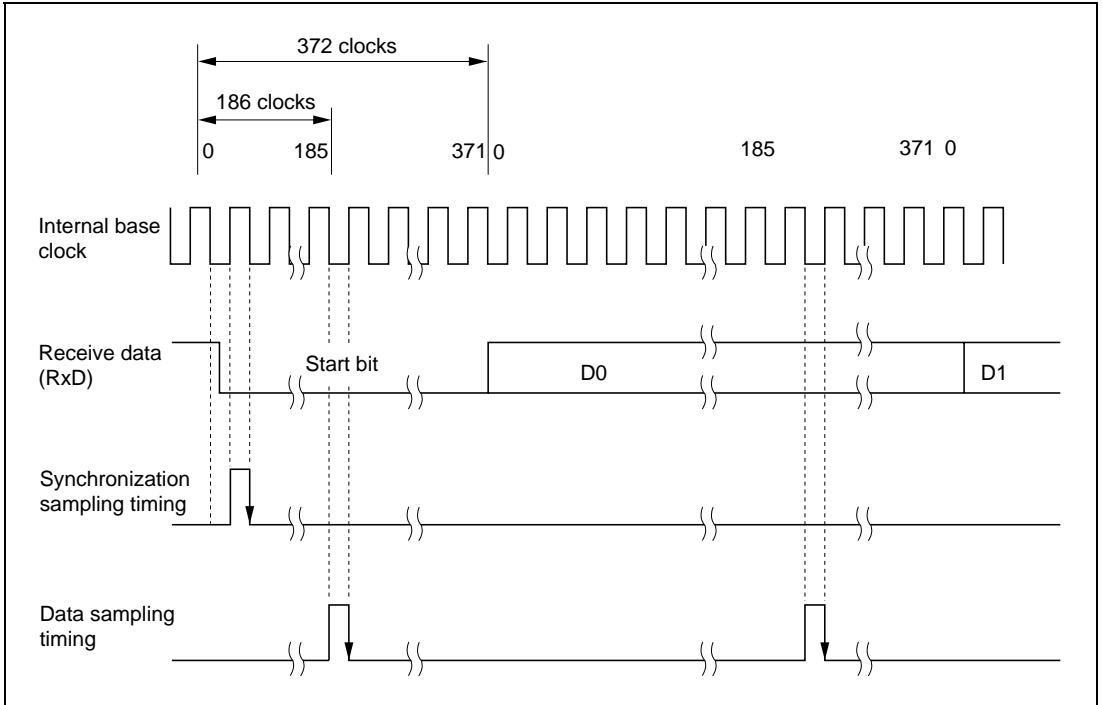 372 clocks
186 clocks
0 185 371 0 185 371 0
Internal base
clock
Receive data
(RxD)
Start bit
D0
D1
Synchronization
sampling timing
Data sampling
timing